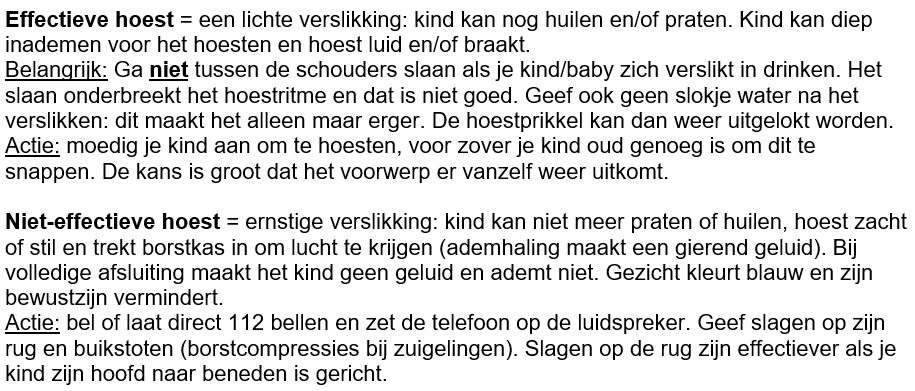 Effectieve hoest = een lichte verslikking: kind kan nog huilen en/of praten. Kind kan diep
inademen voor het hoesten en hoest luid en/of braakt.
Belangrijk: Ga niet tussen de schouders slaan als je kind/baby zich verslikt in drinken. Het
slaan onderbreekt het hoestritme en dat is niet goed. Geef ook geen slokje water na het
verslikken: dit maakt het alleen maar erger. De hoestprikkel kan dan weer uitgelokt worden.
Actie: moedig je kind aan om te hoesten, voor zover je kind oud genoeg is om dit te
snappen. De kans is groot dat het voorwerp er vanzelf weer uitkomt.

Niet-effectieve hoest = ernstige verslikking: kind kan niet meer praten of huilen, hoest zacht
of stil en trekt borstkas in om lucht te krijgen (ademhaling maakt een gierend geluid). Bij
volledige afsluiting maakt het kind geen geluid en ademt niet. Gezicht kleurt blauw en zijn
bewustzijn vermindert.
Actie: bel of laat direct 112 bellen en zet de telefoon op de luidspreker. Geef slagen op zijn
rug en buikstoten (borstcompressies bij zuigelingen). Slagen op de rug zijn effectiever als je
kind zijn hoofd naar beneden is gericht.